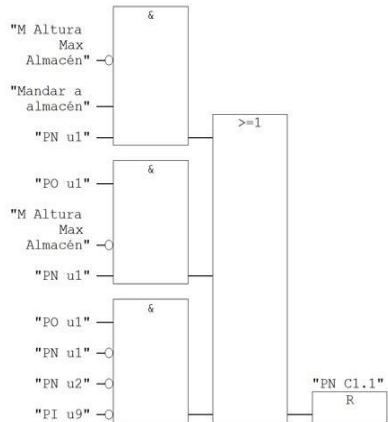 &
"M Altura
Max
Almacén"
"Mandar a
almacén"
"PN u1"
>=1
&
"PO u1"
"M Altura
Max
Almacén"
"PN u1"
&
"PO u1"
"PN u1"
"PN u2"
"PI u9"
"PN C1.1"
R